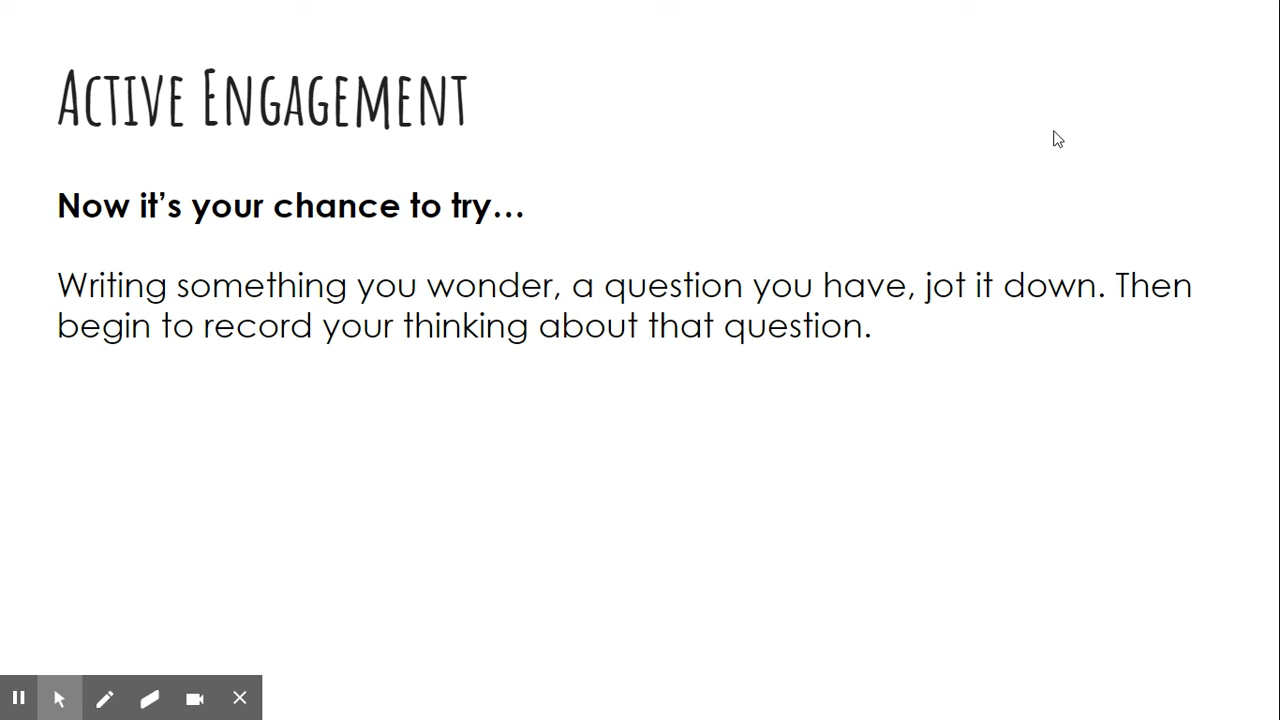 Active Engagement
Now it’s your chance to try…
Writing something you wonder, a question you have, jot it down. Then
begin to record your thinking about that question.